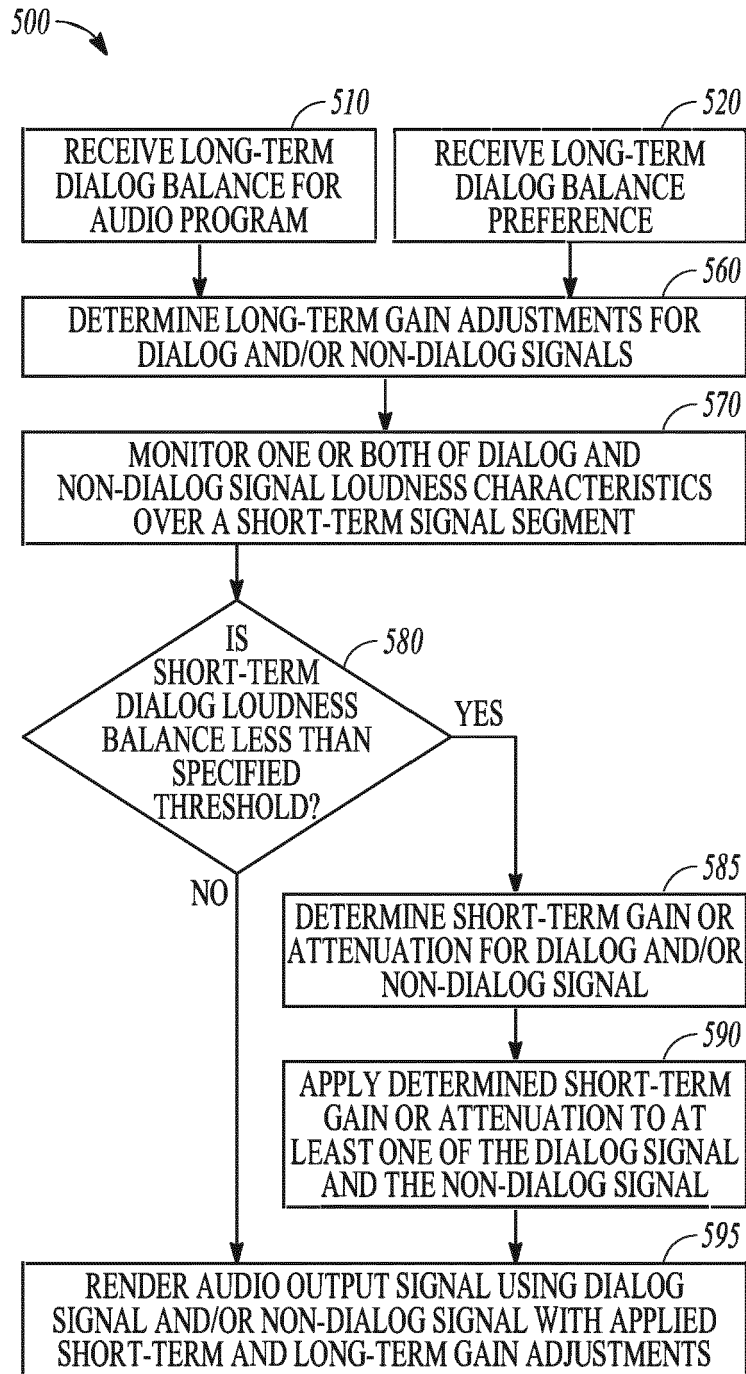 500
510
RECEIVE LONG-TERM
DIALOG BALANCE FOR
AUDIO PROGRAM
520
RECEIVE LONG-TERM
DIALOG BALANCE
PREFERENCE
560
DETERMINE LONG-TERM GAIN ADJUSTMENTS FOR
DIALOG AND/OR NON-DIALOG SIGNALS
570
MONITOR ONE OR BOTH OF DIALOG AND
NON-DIALOG SIGNAL LOUDNESS CHARACTERISTICS
OVER A SHORT-TERM SIGNAL SEGMENT
580
IS
SHORT-TERM
DIALOG LOUDNESS
BALANCE LESS THAN
SPECIFIED
THRESHOLD?
YES
NO
585
DETERMINE SHORT-TERM GAIN OR
ATTENUATION FOR DIALOG AND/OR
NON-DIALOG SIGNAL
590
APPLY DETERMINED SHORT-TERM
GAIN OR ATTENUATION TO AT
LEAST ONE OF THE DIALOG SIGNAL
AND THE NON-DIALOG SIGNAL
595
RENDER AUDIO OUTPUT SIGNAL USING DIALOG
SIGNAL AND/OR NON-DIALOG SIGNAL WITH APPLIED
SHORT-TERM AND LONG-TERM GAIN ADJUSTMENTS